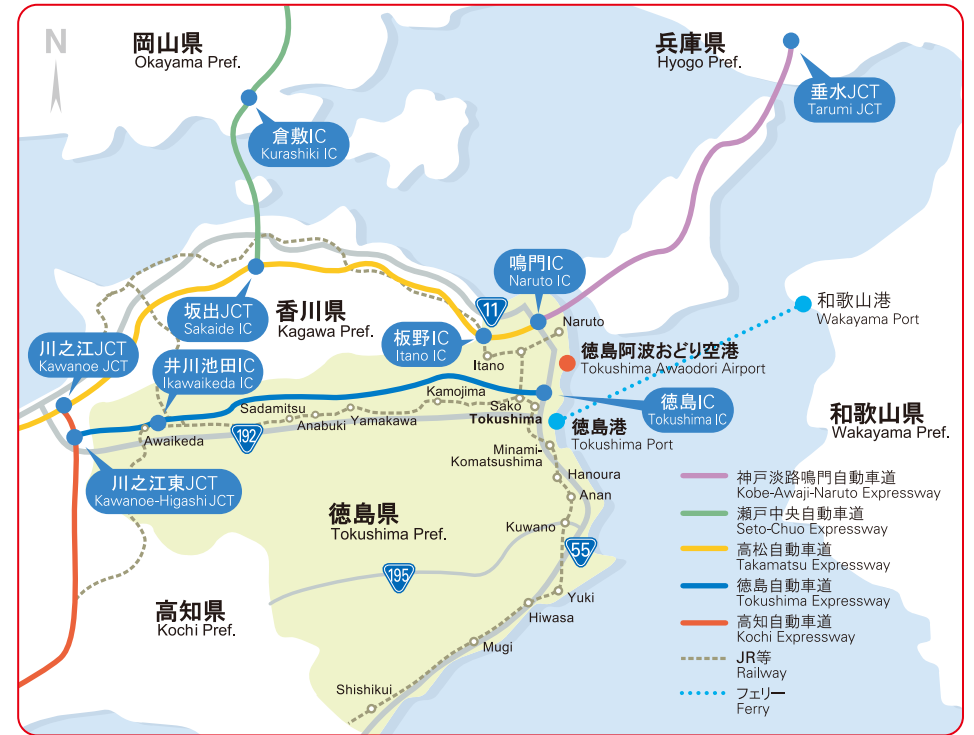 N
岡山県
Okayama Pref.
兵庫県
Hyogo Pref.
垂水JCT
Tarumi JCT
倉敷IC
Kurashiki IC
鳴門IC
Naruto IC
坂出JCT
Sakaide IC
香川県
Kagawa Pref.
11
板野IC
Itano IC
Naruto
和歌山港
Wakayama Port
川之江JCT
Kawanoe JCT
井川池田IC
Ikawaikeda IC
Itano
徳島阿波おどり空港
Tokushima Awaodori Airport
Kamojima
Sako
Tokushima
徳島IC
Tokushima IC
Sadamitsu
Anabuki
Yamakawa
Awaikeda
192
徳島港
Tokushima Port
和歌山県
Wakayama Pref.
Minami-
Komatsushima
川之江東JCT
Kawanoe-Higashi JCT
Hanoura
Anan
徳島県
Tokushima Pref.
Kuwano
55
195
高知県
Kochi Pref.
Yuki
Hiwasa
Mugi
Shishikui
神戸淡路鳴門自動車道
Kobe-Awaji-Naruto Expressway
瀬戸中央自動車道
Seto-Chuo Expressway
高松自動車道
Takamatsu Expressway
徳島自動車道
Tokushima Expressway
高知自動車道
Kochi Expressway
JR等
Railway
フェリー
Ferry